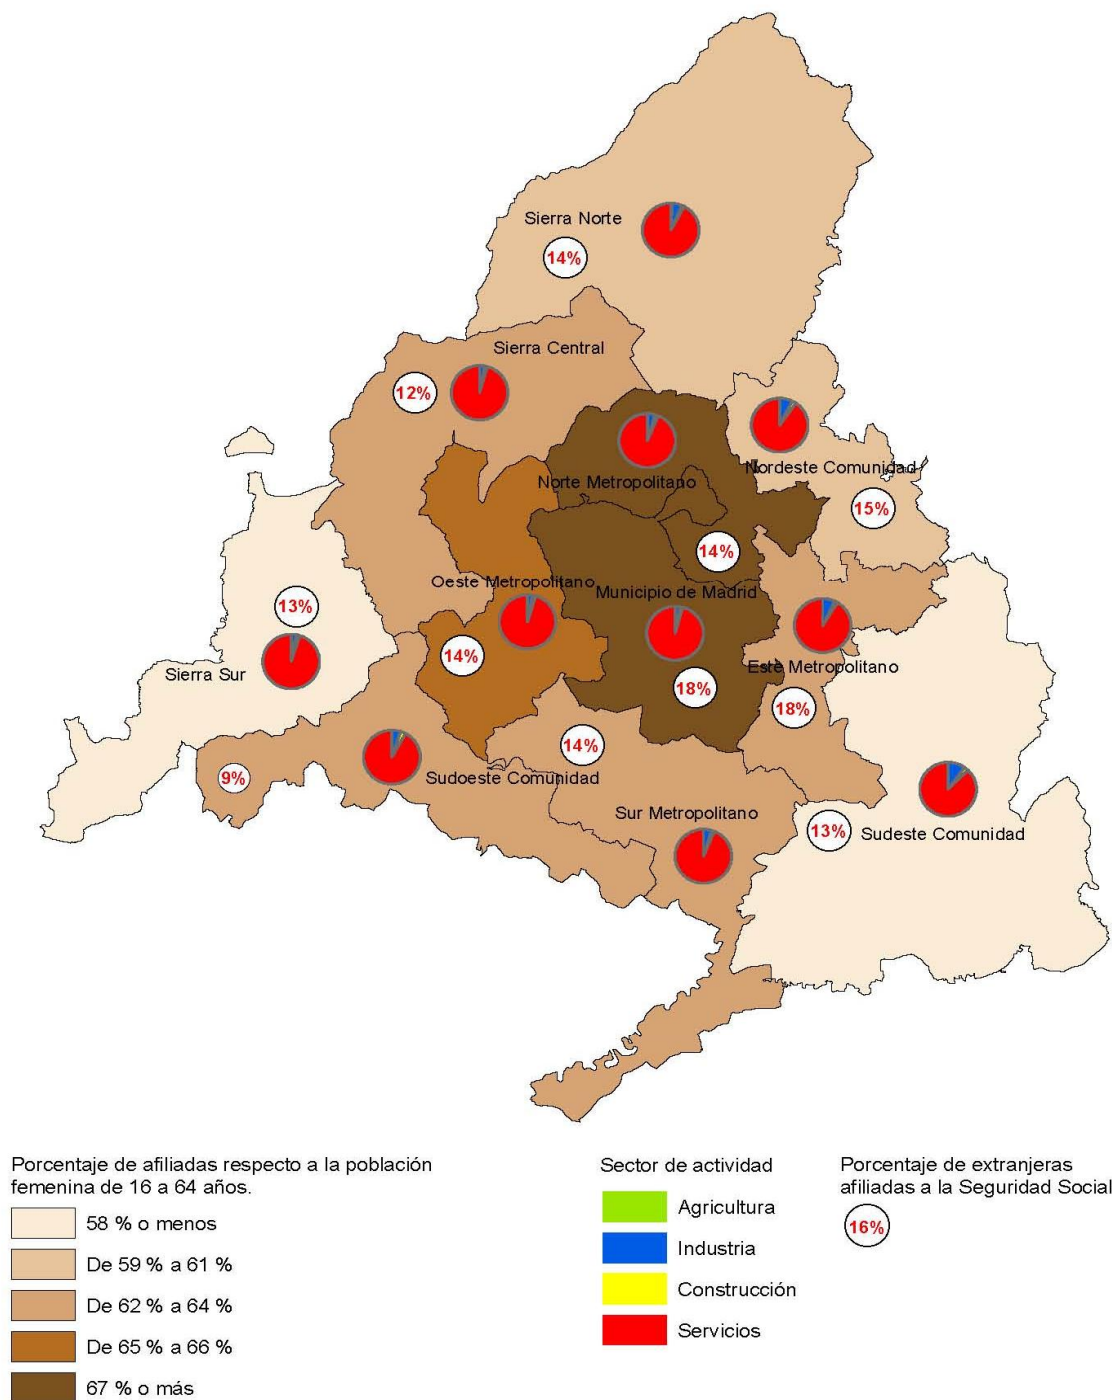 Sierra Norte
14%
Sierra Central
12%
Nordeste Comunidad
Norte Metropolitano
15%
14%
Oeste Metropolitano
Municipio de Madrid
13%
14%
Este Metropolitano
Sierra Sur
18%
18%
14%
9%
Sudoeste Comunidad
Sur Metropolitano
13%
Sudeste Comunidad
Porcentaje de afiliadas respecto a la población
femenina de 16 a 64 años.
58 % o menos
De 59 % a 61 %
De 62 % a 64 %
De 65 % a 66 %
67 % o más
Sector de actividad
Agricultura
Industria
Construcción
Servicios
Porcentaje de extranjeras
afiliadas a la Seguridad Social
16%